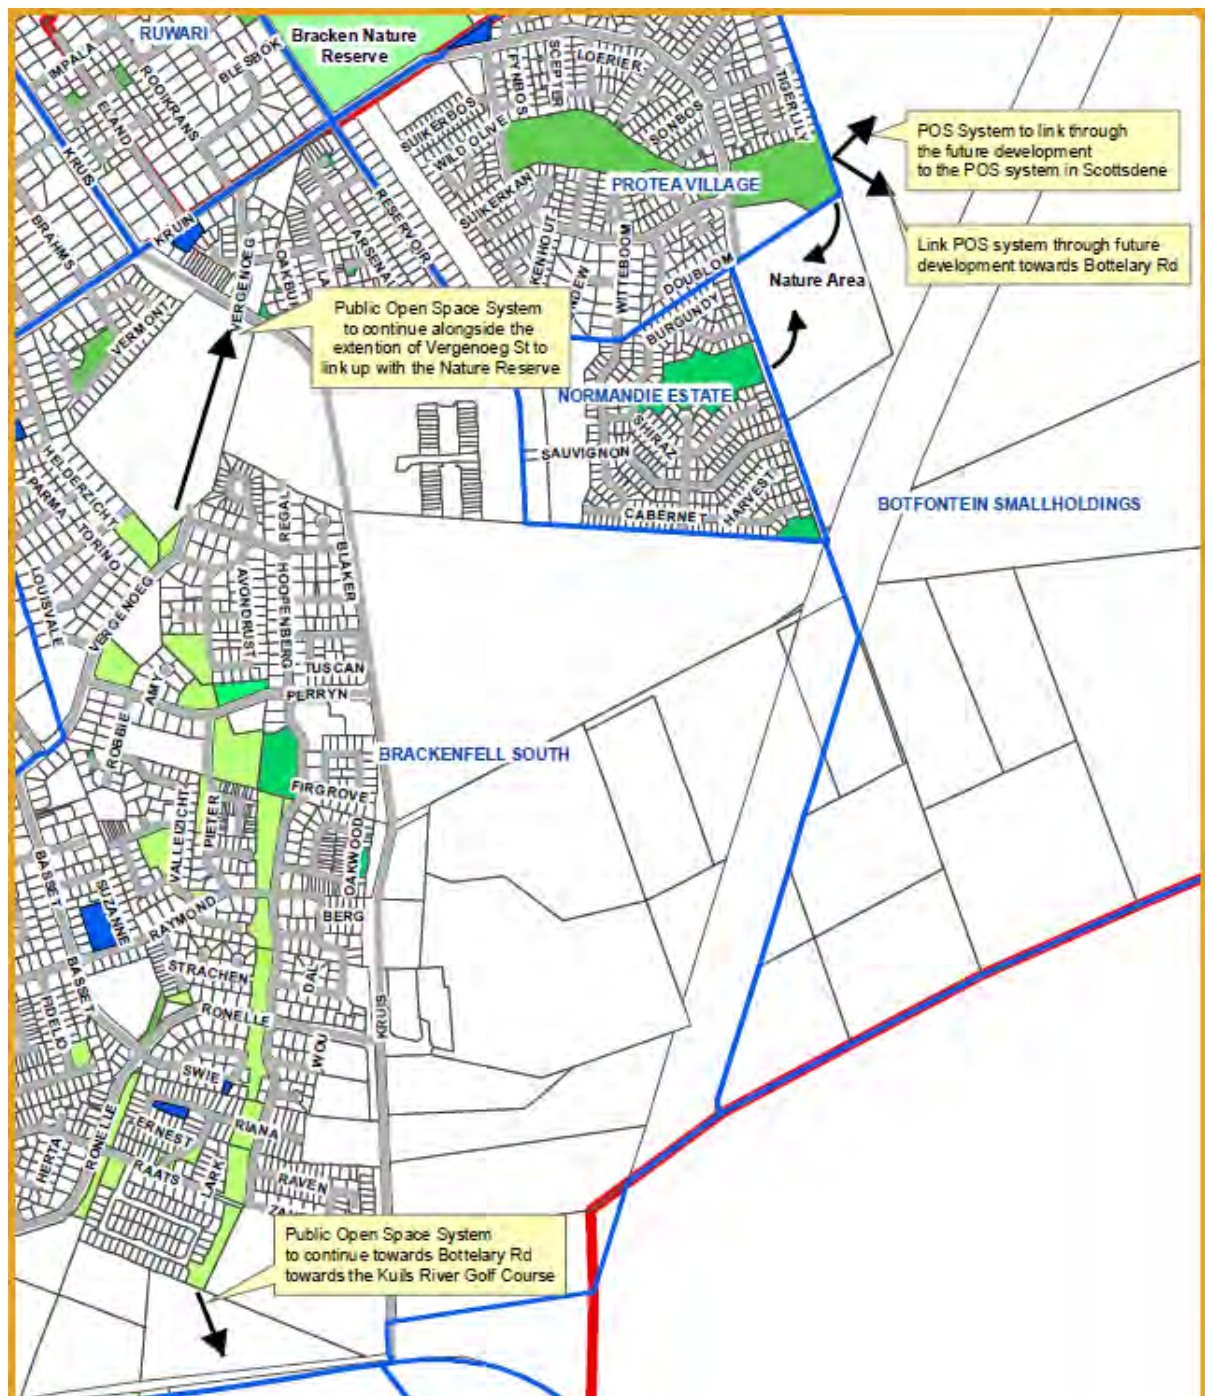 RUWARI
Bracken Nature
Reserve
IMPALA
ROOIKRANS
BLESBOK
ELAND
KRUIS
BRAHMS
KRUIN
VERGENOEG
ARSENAL
RESERVOIR
VERMONT
SUIKERBOS
WILD OLIVE
SUIKERKAN
FYNBOS
SCEPTER
LOERIER
SONBOS
TIGERLILY
PROTEA VILLAGE
WITTEBOOM
DOUBLOM
BURGUNDY
Nature Area
POS System to link through
the future development
to the POS system in Scottsdene
Link POS system through future
development towards Bottelary Rd
Public Open Space System
to continue alongside the
extention of Vergenoeg St to
link up with the Nature Reserve
NORMANDIE ESTATE
SHIRAZ
SAUVIGNON
CABERNET
HARVEST
BOTFONTEIN SMALLHOLDINGS
HELDERZICHT
PARMA
TORINO
LOUISVALE
VERGENOEG
REGAL
BLAKER
AVONDRUST
HOOPENBERG
TUSCAN
PERRYN
AMY
ROBBIE
BRACKENFELL SOUTH
FIRGROVE
VALLEIZICHT
PIETER
OAKWOOD
BASSET
SUZANNE
RAYMOND
BERG
STRACHEN
DAL
BASSET
FIDELIO
RONELLE
KRUIS
WOU
SWIE
RONELLE
ERNEST
RIANA
HERTA
RAATS
LARK
RAVEN
Public Open Space System
to continue towards Bottelary Rd
towards the Kuils River Golf Course